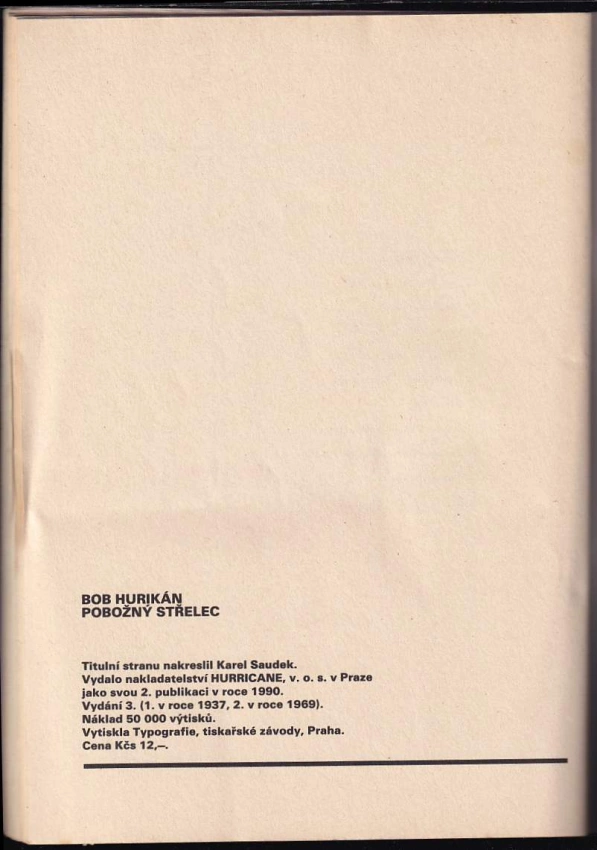 BOB HURIKÁN
POBOŽNÝ STŘELEC
Titulní stranu nakreslil Karel Saudek.
Vydalo nakladatelství HURRICANE, v. o. s. v Praze
jako svou 2. publikaci v roce 1990.
Vydání 3. (1. v roce 1937, 2. v roce 1969).
Náklad 50 000 výtisků.
Vytiskla Typografie, tiskařské závody, Praha.
Cena Kčs 12,–.